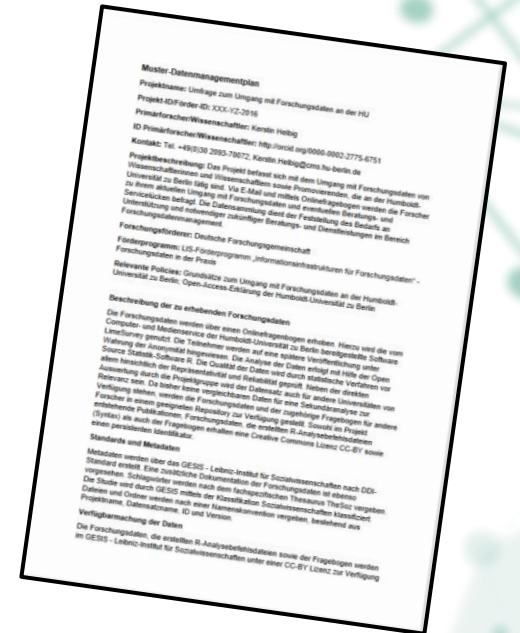 Muster-Datenmanagementplan
Projektname: Umfrage zum Umgang mit Forschungsdaten an der HU
Projekt-ID/Förder-ID: XXX-YZ-2016
Primärforscher/Wissenschaftler: Kerstin Helbig
ID Primärforscher/Wissenschaftler: http://orcid.org/0000-0002-2775-6751
Kontakt: Tel. +49(0)30 2093-70072, Kerstin.Helbig@cms.hu-berlin.de
Projektbeschreibung: Das Projekt befasst sich mit dem Umgang mit Forschungsdaten von
Wissenschaftlerinnen und Wissenschaftlern sowie Promovierenden, die an der Humboldt-
Universität zu Berlin tätig sind. Via E-Mail und mittels Onlinefragebogen werden die Forscher
zu ihrem aktuellen Umgang mit Forschungsdaten und eventuellen Beratungs- und
Servicelücken befragt. Die Datensammlung dient der Feststellung des Bedarfs an
Unterstützung und notwendiger zukünftiger Beratungs- und Dienstleistungen im Bereich
Forschungsdatenmanagement.
Forschungsförderer: Deutsche Forschungsgemeinschaft
Förderprogramm: LIS-Förderprogramm „Informationsinfrastrukturen für Forschungsdaten" -
Forschungsdaten in der Praxis
Relevante Policies: Grundsätze zum Umgang mit Forschungsdaten an der Humboldt-
Universität zu Berlin; Open-Access-Erklärung der Humboldt-Universität zu Berlin
Beschreibung der zu erhebenden Forschungsdaten
Die Forschungsdaten werden über einen Onlinefragenbogen erhoben. Hierzu wird die vom
Computer- und Medienservice der Humboldt-Universität zu Berlin bereitgestellte Software
LimeSurvey genutzt. Die Teilnehmer werden auf eine spätere Veröffentlichung unter
Wahrung der Anonymität hingewiesen. Die Analyse der Daten erfolgt mit Hilfe der Open
Source Statistik-Software R. Die Qualität der Daten wird durch statistische Verfahren vor
allem hinsichtlich der Repräsentativität und Reliabilität geprüft. Neben der direkten
Auswertung durch die Projektgruppe wird der Datensatz auch für andere Universitäten von
Relevanz sein. Da bisher keine vergleichbaren Daten für eine Sekundäranalyse zur
Verfügung stehen, werden die Forschungsdaten und der zugehörige Fragebogen für andere
Forscher in einem geeigneten Repository zur Verfügung gestellt. Sowohl im Projekt
entstehende Publikationen, Forschungsdaten, die erstellten R-Analysebefehlsdateien
(Syntax) als auch der Fragebogen erhalten eine Creative Commons Lizenz CC-BY sowie
einen persistenten Identifikator.
Standards und Metadaten
Metadaten werden über das GESIS - Leibniz-Institut für Sozialwissenschaften nach DDI-
Standard erstellt. Eine zusätzliche Dokumentation der Forschungsdaten ist ebenso
vorgesehen. Schlagwörter werden nach dem fachspezifischen Thesaurus TheSoz vergeben.
Die Studie wird durch GESIS mittels der Klassifikation Sozialwissenschaften klassifiziert.
Dateien und Ordner werden nach einer Namenskonvention vergeben, bestehend aus
Projektname, Datensatzname, ID und Version.
Verfügbarmachung der Daten
Die Forschungsdaten, die erstellten R-Analysebefehlsdateien sowie der Fragebogen werden
im GESIS - Leibniz-Institut für Sozialwissenschaften unter einer CC-BY Lizenz zur Verfügung